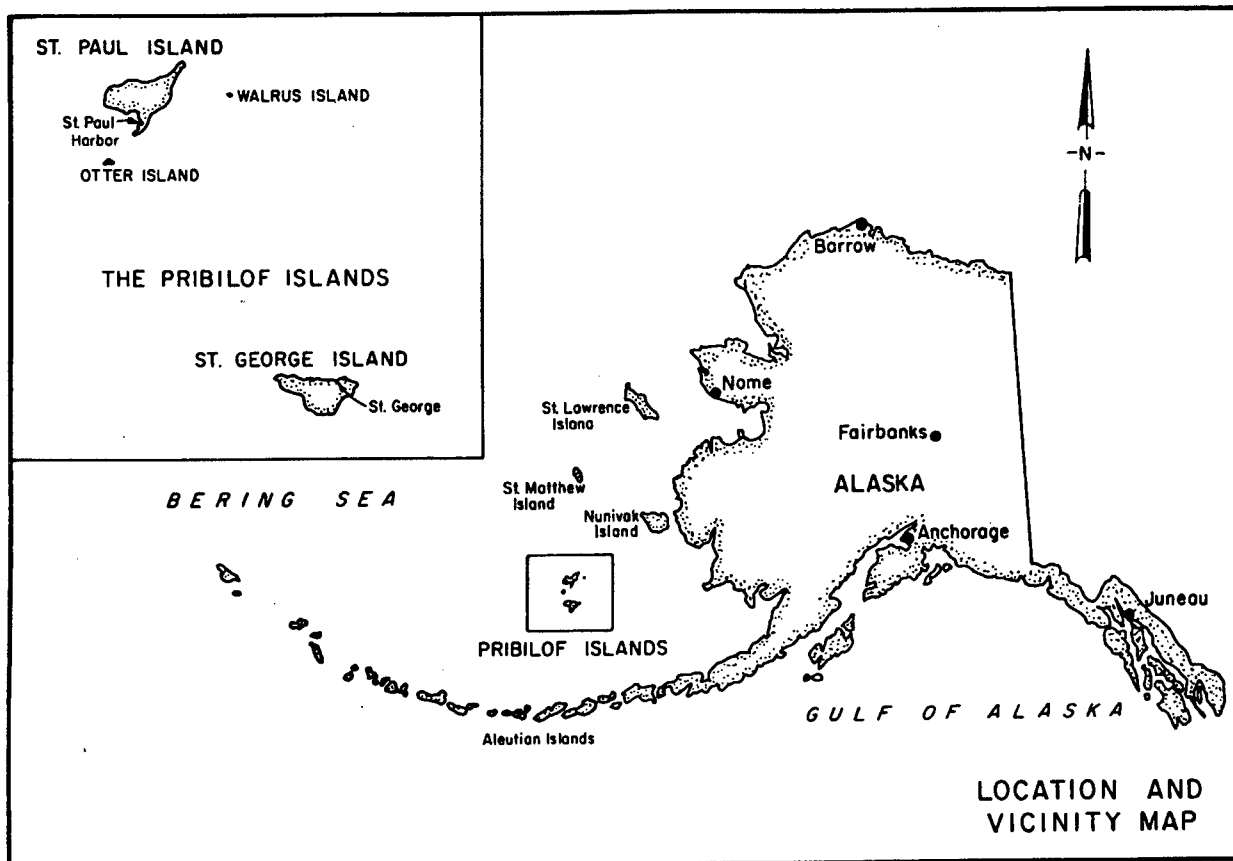 ST. PAUL ISLAND
WALRUS ISLAND
St. Paul
Harbor
OTTER ISLAND
THE PRIBILOF ISLANDS
ST. GEORGE ISLAND
St. George
-N-
Barrow
Nome
St. Lawrence
Islana
Fairbanks
ALASKA
St. Matthew
Island
Nunivak
Island
Anchorage
BERING SEA
Juneau
PRIBILOF ISLANDS
GULF OF ALASKA
Aleutian Islands
LOCATION AND
VICINITY MAP